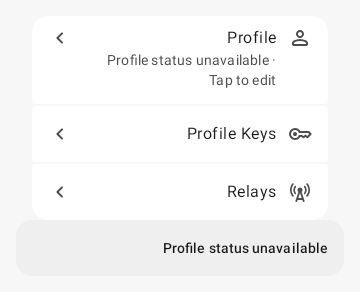 Profile
Profile status unavailable ·
Tap to edit
Profile Keys
Relays
Profile status unavailable